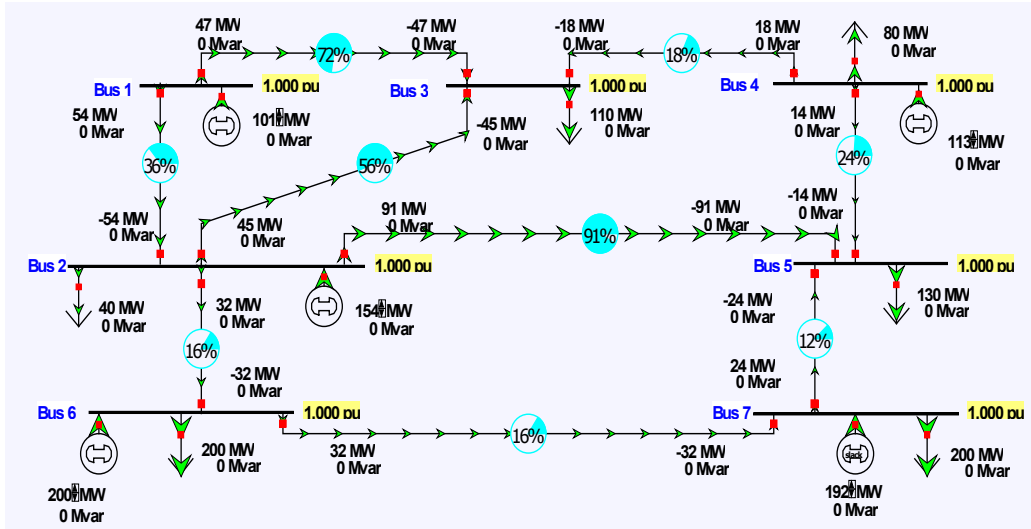 47 MW
0 Mvar
72%
-47 MW
0 Mvar
-18 MW
0 Mvar
18%
18 MW
0 Mvar
80 MW
0 Mvar
Bus 1
1.000 pu
Bus 3
1.000 pu
Bus 4
1.000 pu
54 MW
0 Mvar
101 MW
0 Mvar
-45 MW
0 Mvar
110 MW
0 Mvar
14 MW
0 Mvar
113 MW
0 Mvar
36%
56%
24%
-54 MW
0 Mvar
45 MW
0 Mvar
91 MW
0 Mvar
91%
-91 MW
0 Mvar
-14 MW
0 Mvar
Bus 2
1.000 pu
Bus 5
1.000 pu
40 MW
0 Mvar
32 MW
0 Mvar
154 MW
0 Mvar
-24 MW
0 Mvar
130 MW
0 Mvar
16%
12%
-32 MW
0 Mvar
24 MW
0 Mvar
Bus 6
1.000 pu
Bus 7
1.000 pu
200 MW
0 Mvar
200 MW
0 Mvar
32 MW
0 Mvar
16%
-32 MW
0 Mvar
slack
192 MW
0 Mvar
200 MW
0 Mvar